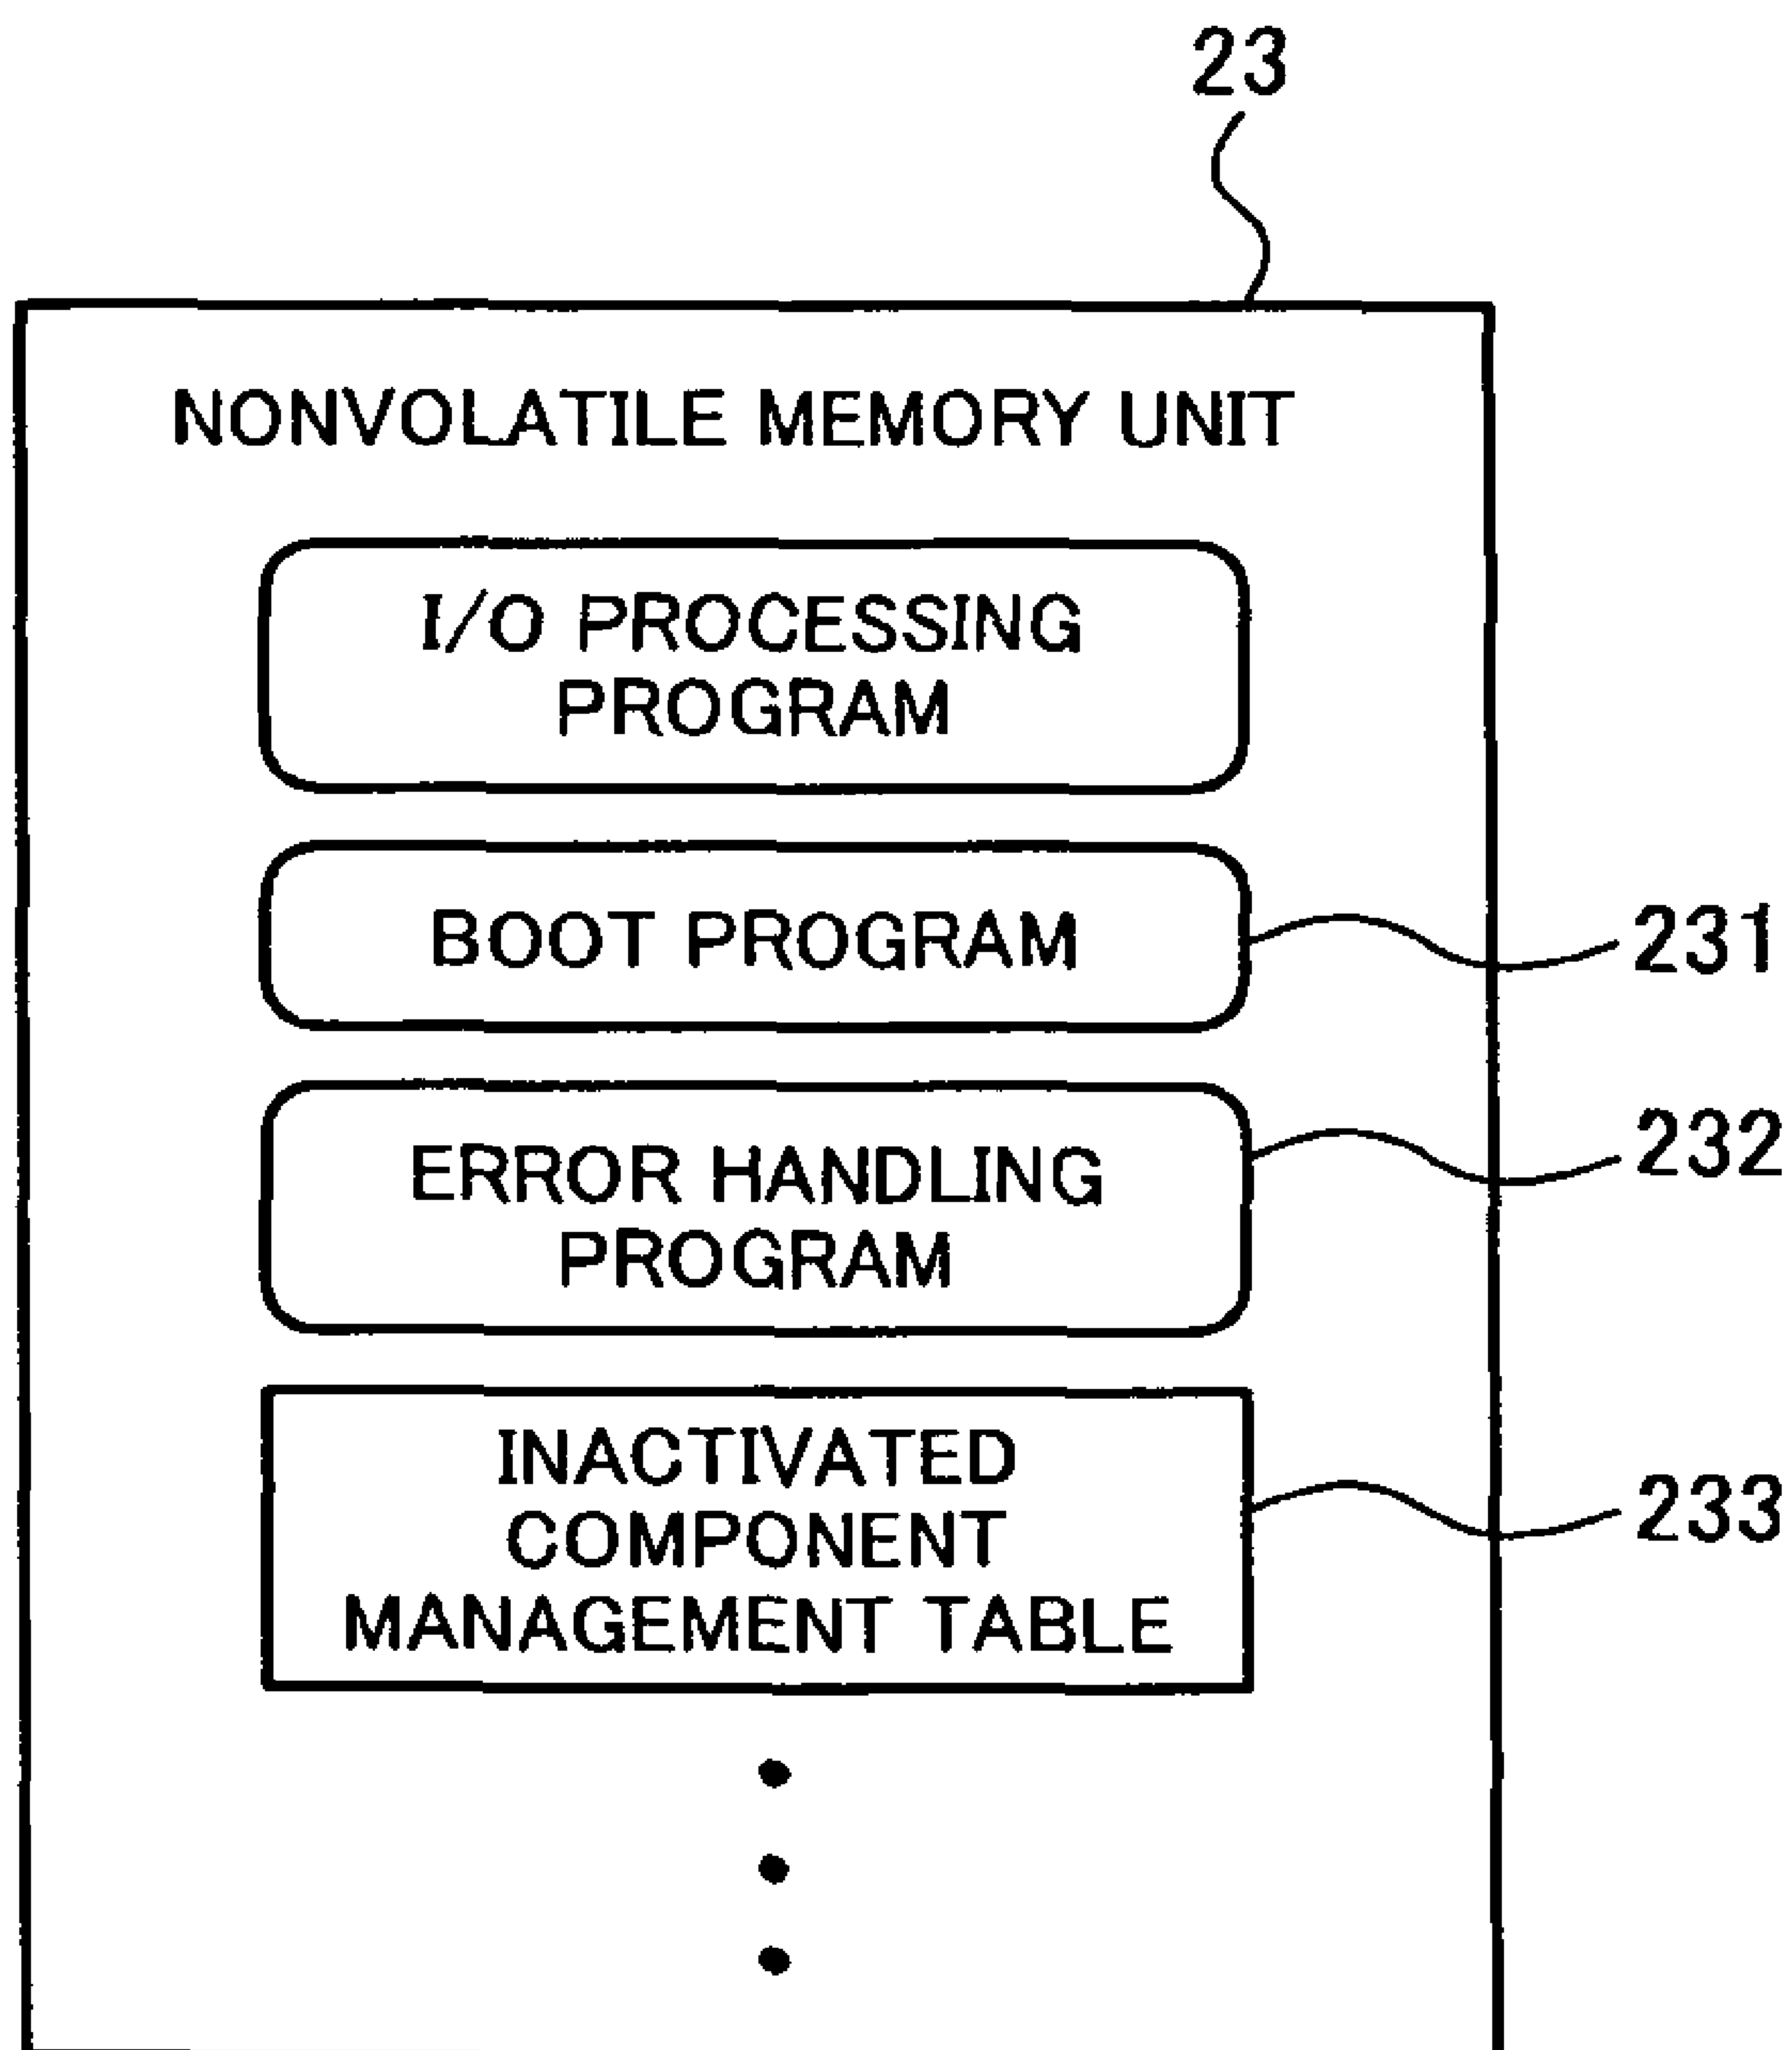 23
NONVOLATILE MEMORY UNIT
I/O PROCESSING
PROGRAM
BOOT PROGRAM
231
ERROR HANDLING
PROGRAM
232
INACTIVATED
COMPONENT
MANAGEMENT TABLE
233